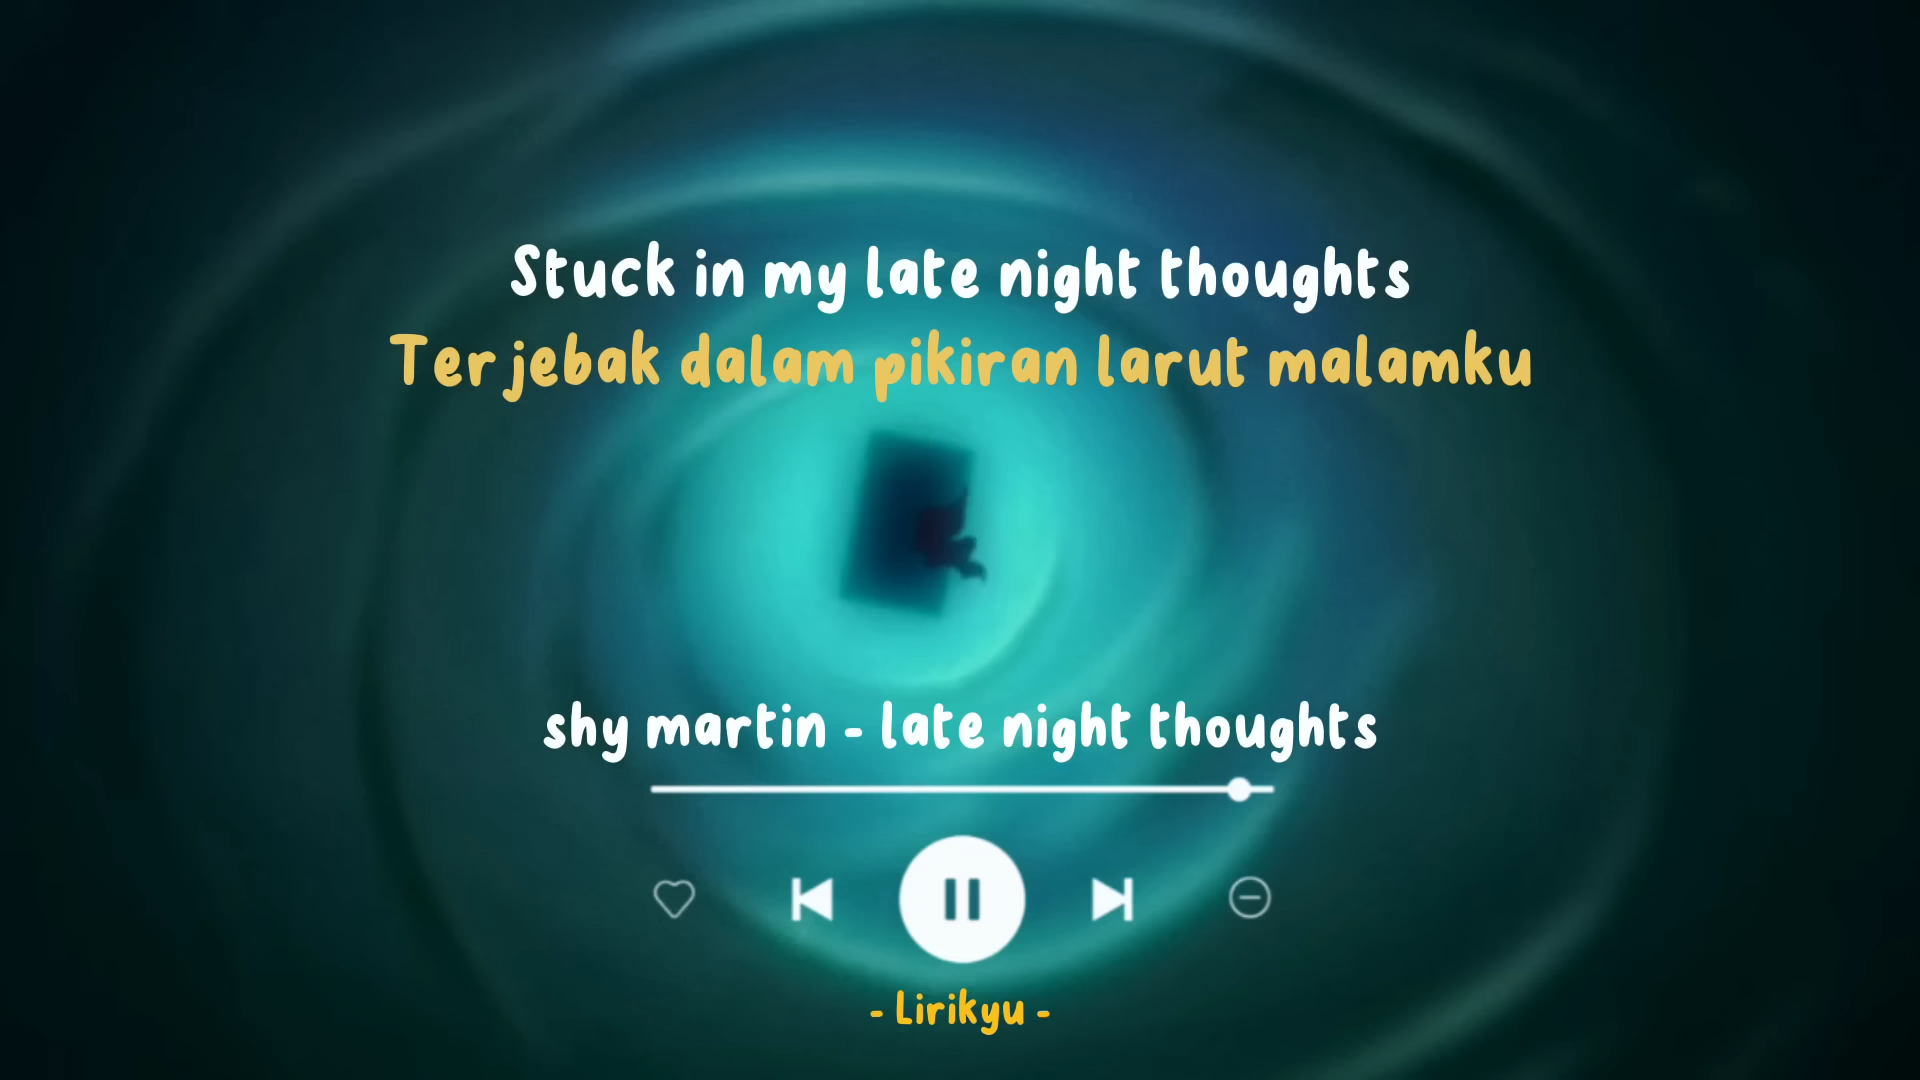 Stuck in my late night thoughts
Terjebak dalam pikiran larut malamku
shy martin - late night thoughts
- Lirikyu -